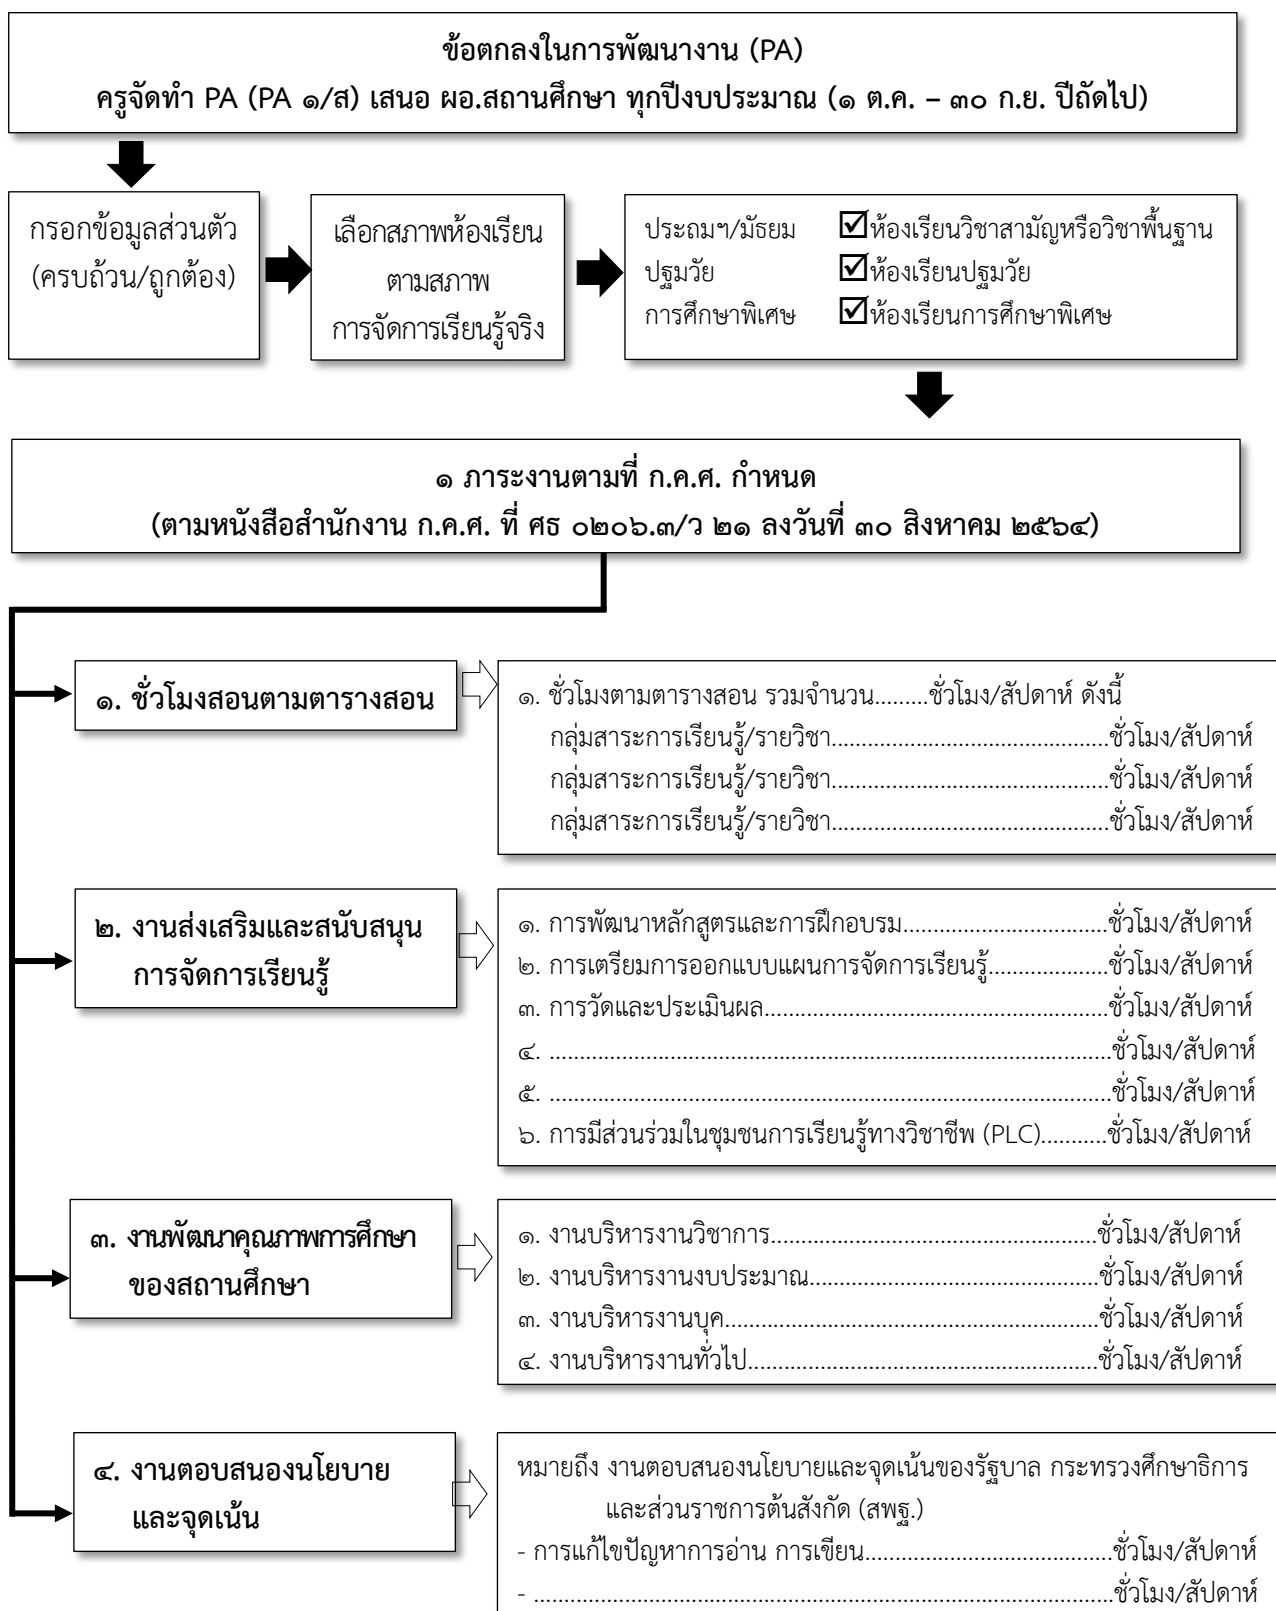 ข้อตกลงในการพัฒนางาน (PA)
ครูจัดทำ PA (PA ๑/ส) เสนอ ผอ.สถานศึกษา ทุกปีงบประมาณ (๑ ต.ค. – ๓๐ ก.ย. ปีถัดไป)
กรอกข้อมูลส่วนตัว
(ครบถ้วน/ถูกต้อง)
เลือกสภาพห้องเรียน
ตามสภาพ
การจัดการเรียนรู้จริง
ประถมฯ/มัธยม ☑ห้องเรียนวิชาสามัญหรือวิชาพื้นฐาน
ปฐมวัย ☑ห้องเรียนปฐมวัย
การศึกษาพิเศษ ☑ห้องเรียนการศึกษาพิเศษ
๑ ภาระงานตามที่ ก.ค.ศ. กำหนด
(ตามหนังสือสำนักงาน ก.ค.ศ. ที่ ศธ ๐๒๐๖.๓/ว ๒๑ ลงวันที่ ๓๐ สิงหาคม ๒๕๖๔)
๑. ชั่วโมงสอนตามตารางสอน
๑. ชั่วโมงตามตารางสอน รวมจำนวน.........ชั่วโมง/สัปดาห์ ดังนี้
กลุ่มสาระการเรียนรู้/รายวิชา.............................................ชั่วโมง/สัปดาห์
กลุ่มสาระการเรียนรู้/รายวิชา.............................................ชั่วโมง/สัปดาห์
กลุ่มสาระการเรียนรู้/รายวิชา.............................................ชั่วโมง/สัปดาห์
๒. งานส่งเสริมและสนับสนุน
การจัดการเรียนรู้
๑. การพัฒนาหลักสูตรและการฝึกอบรม.................................ชั่วโมง/สัปดาห์
๒. การเตรียมการออกแบบแผนการจัดการเรียนรู้...................ชั่วโมง/สัปดาห์
๓. การวัดและประเมินผล........................................................ชั่วโมง/สัปดาห์
๔. ...........................................................................................ชั่วโมง/สัปดาห์
๕. ...........................................................................................ชั่วโมง/สัปดาห์
๖. การมีส่วนร่วมในชุมชนการเรียนรู้ทางวิชาชีพ (PLC)...........ชั่วโมง/สัปดาห์
๓. งานพัฒนาคุณภาพการศึกษา
ของสถานศึกษา
๑. งานบริหารงานวิชาการ.....................................................ชั่วโมง/สัปดาห์
๒. งานบริหารงานงบประมาณ...............................................ชั่วโมง/สัปดาห์
๓. งานบริหารงานบุค.............................................................ชั่วโมง/สัปดาห์
๔. งานบริหารงานทั่วไป.........................................................ชั่วโมง/สัปดาห์
๔. งานตอบสนองนโยบาย
และจุดเน้น
หมายถึง งานตอบสนองนโยบายและจุดเน้นของรัฐบาล กระทรวงศึกษาธิการ
และส่วนราชการต้นสังกัด (สพฐ.)
- การแก้ไขปัญหาการอ่าน การเขียน........................................ชั่วโมง/สัปดาห์
- ..............................................................................................ชั่วโมง/สัปดาห์